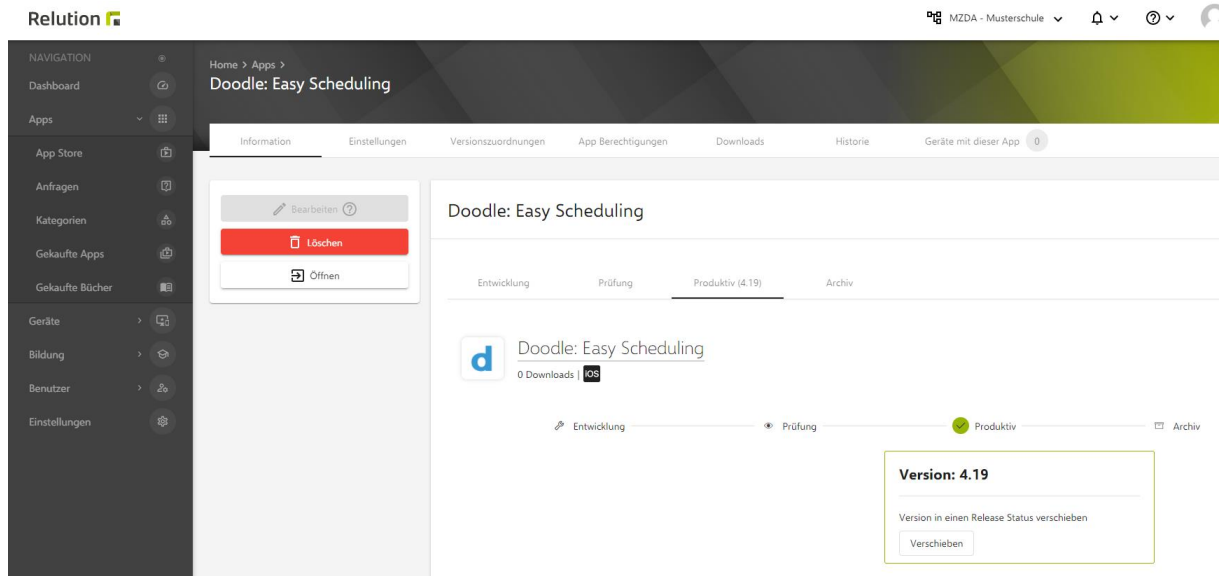 Relution
MZDA - Musterschule
NAVIGATION
Dashboard
Apps
App Store
Anfragen
Kategorien
Gekaufte Apps
Gekaufte Bücher
Geräte
Bildung
Benutzer
Einstellungen
Home > Apps >
Doodle: Easy Scheduling
Information Einstellungen Versionszuordnungen App Berechtigungen Downloads Historie Geräte mit dieser App 0
Bearbeiten
Löschen
Öffnen
Doodle: Easy Scheduling
Entwicklung Prüfung Produktiv (4.19) Archiv
d
Doodle: Easy Scheduling
0 Downloads | iOS
Entwicklung Prüfung Produktiv Archiv
Version: 4.19
Version in einen Release Status verschieben
Verschieben